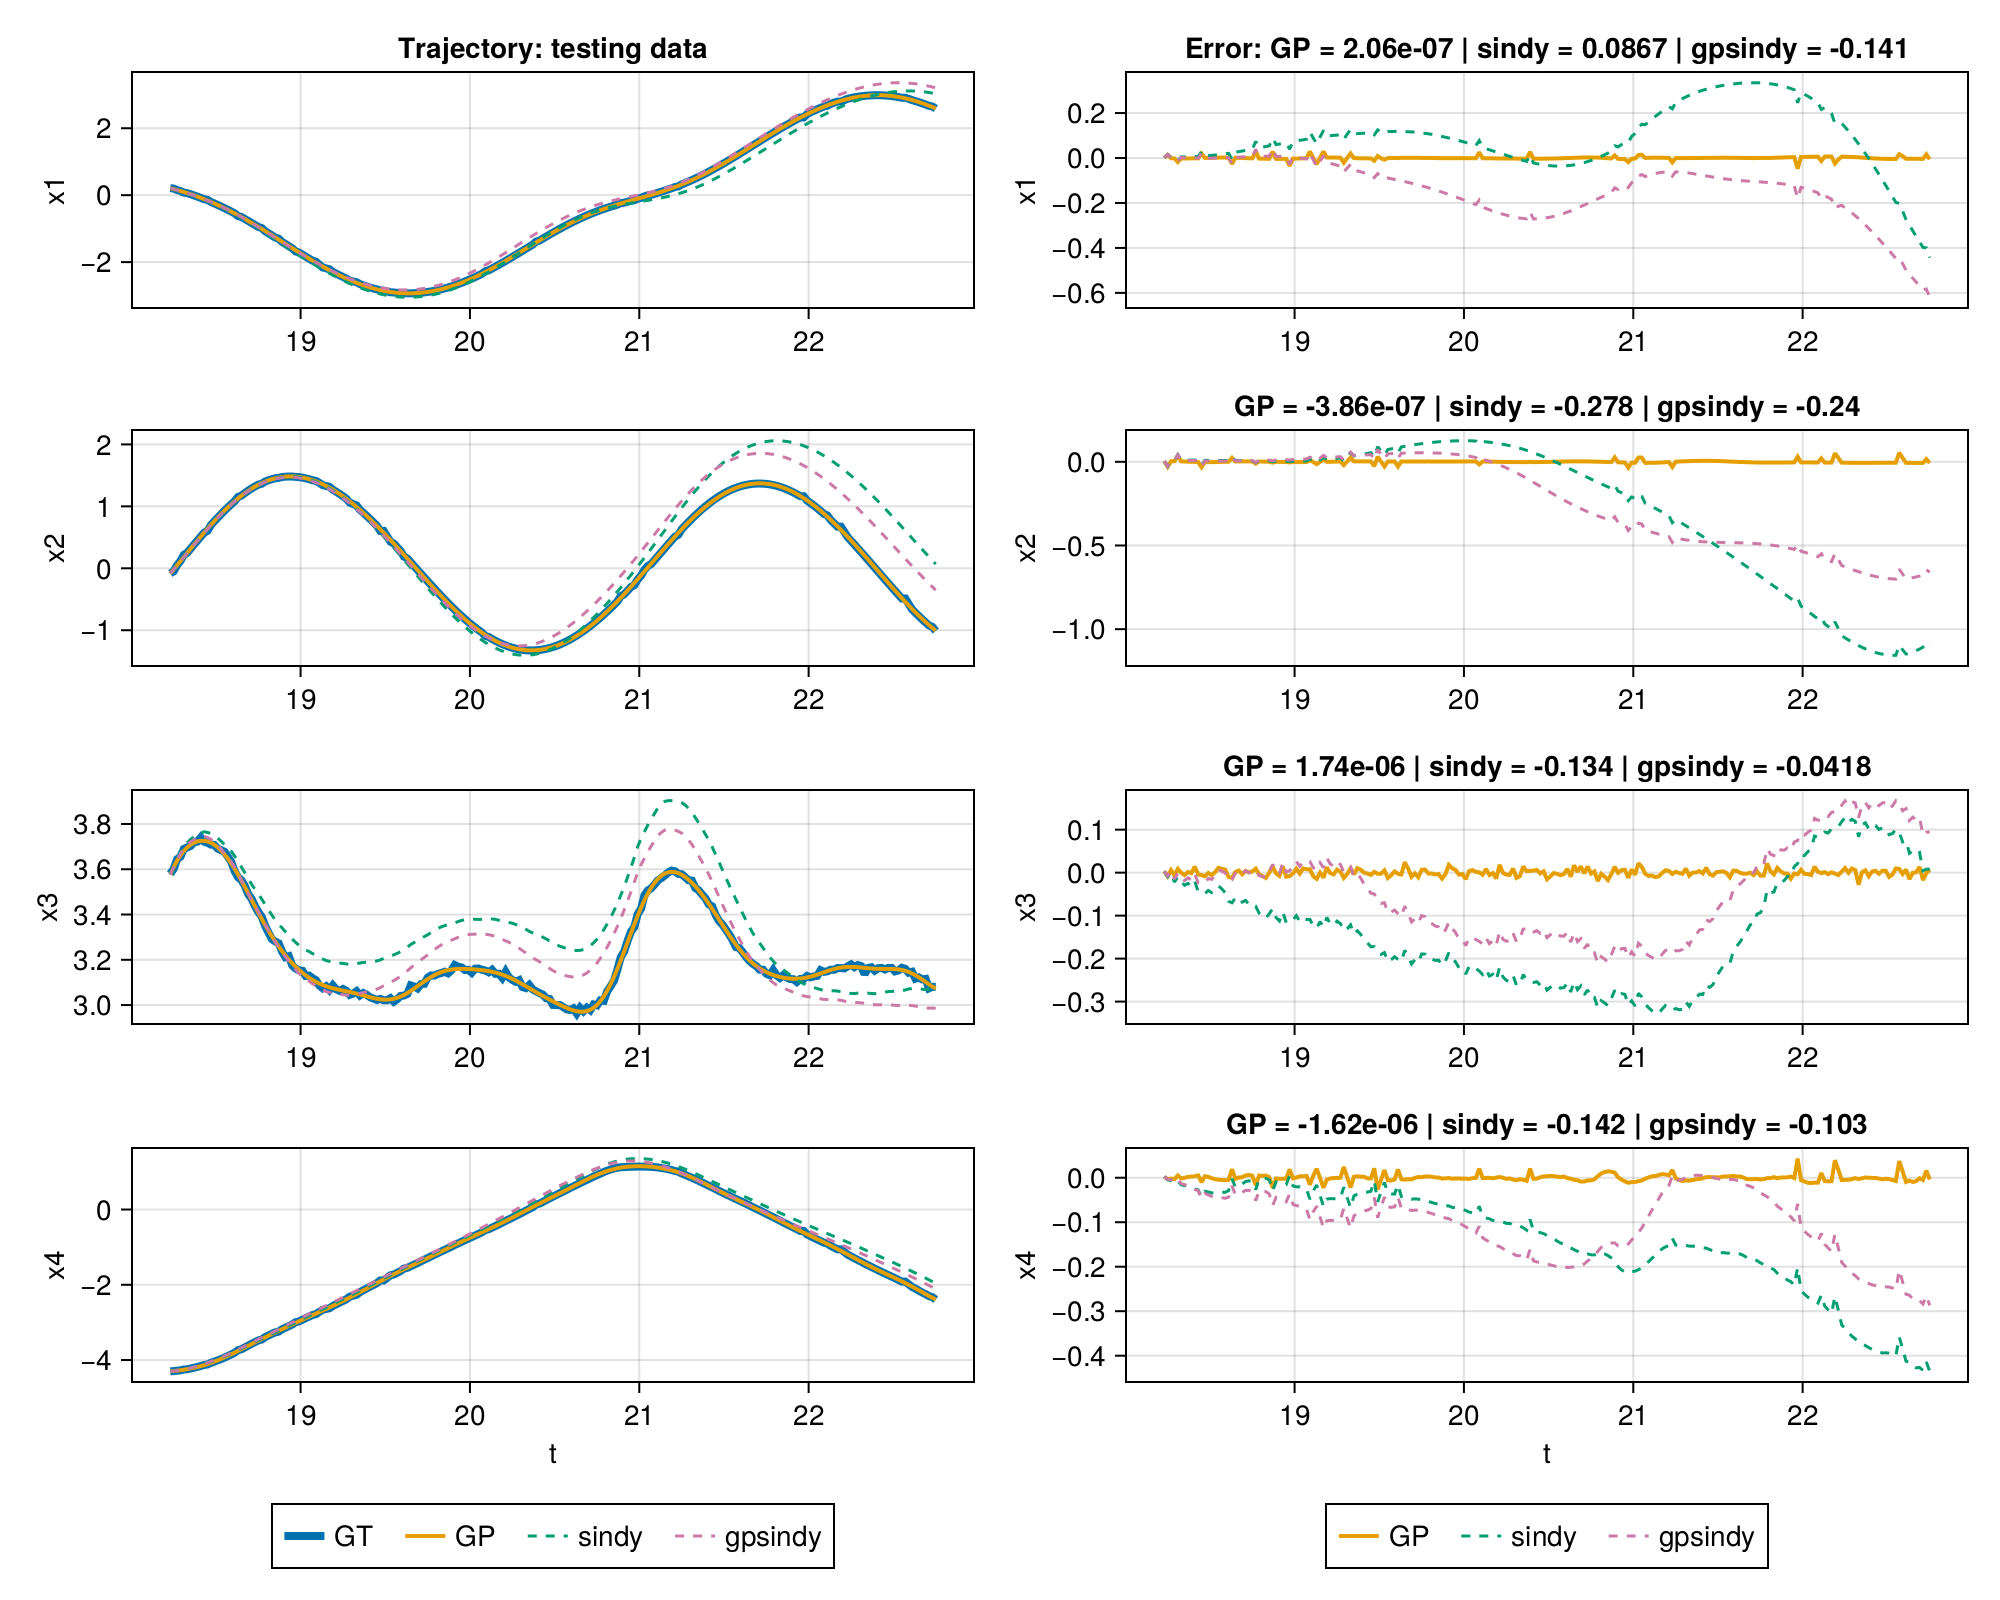 Trajectory: testing data
x1
2
0
−2
19 20 21 22
Error: GP = 2.06e-07 | sindy = 0.0867 | gpsindy = -0.141
x1
0.2
0.0
−0.2
−0.4
−0.6
19 20 21 22
x2
2
1
0
−1
19 20 21 22
GP = -3.86e-07 | sindy = -0.278 | gpsindy = -0.24
x2
0.0
−0.5
−1.0
19 20 21 22
x3
3.8
3.6
3.4
3.2
3.0
19 20 21 22
GP = 1.74e-06 | sindy = -0.134 | gpsindy = -0.0418
x3
0.1
0.0
−0.1
−0.2
−0.3
19 20 21 22
x4
0
−2
−4
19 20 21 22
t
GP = -1.62e-06 | sindy = -0.142 | gpsindy = -0.103
x4
0.0
−0.1
−0.2
−0.3
−0.4
19 20 21 22
t
GT GP sindy gpsindy
GP sindy gpsindy